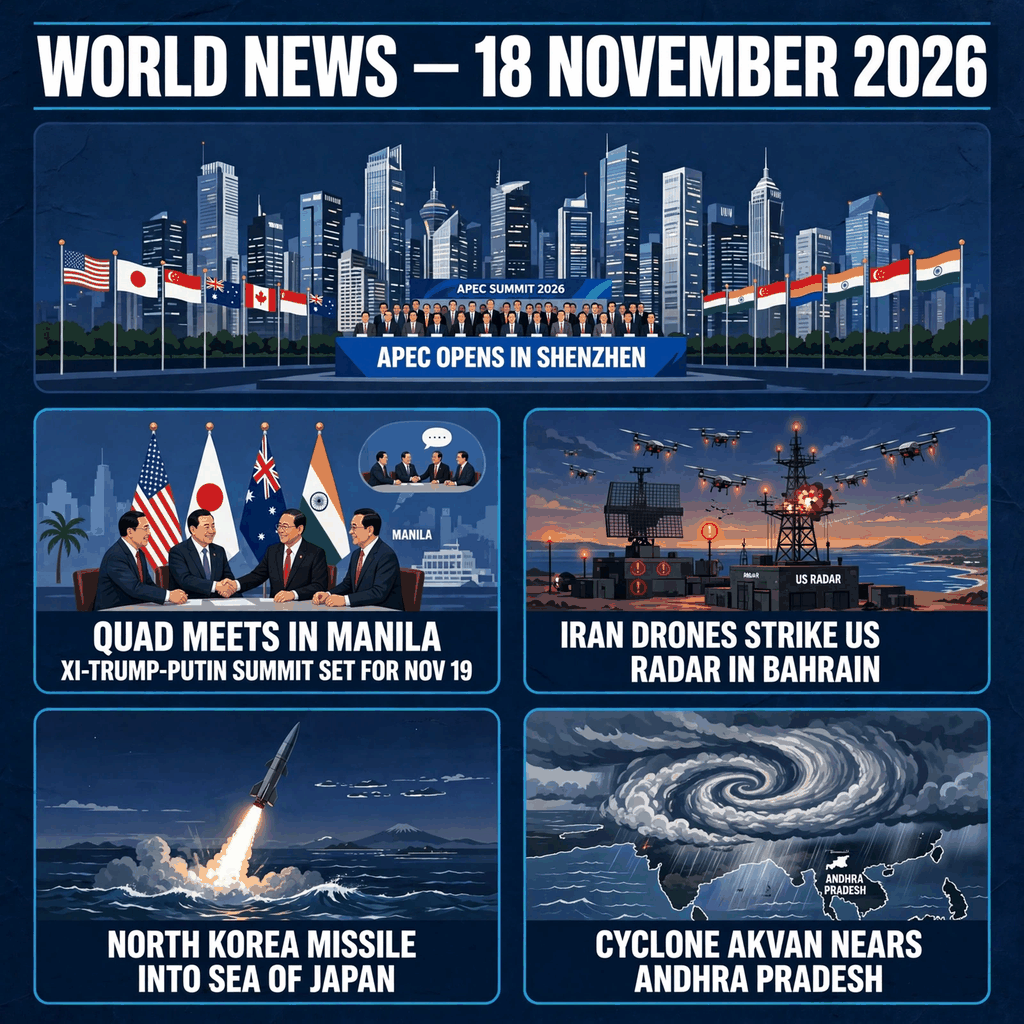 WORLD NEWS — 18 NOVEMBER 2026
APEC SUMMIT 2026
APEC OPENS IN SHENZHEN
MANILA
QUAD MEETS IN MANILA
XI-TRUMP-PUTIN SUMMIT SET FOR NOV 19
US RADAR
IRAN DRONES STRIKE US
RADAR IN BAHRAIN
NORTH KOREA MISSILE
INTO SEA OF JAPAN
ANDHRA
PRADESH
CYCLONE AKVAN NEARS
ANDHRA PRADESH